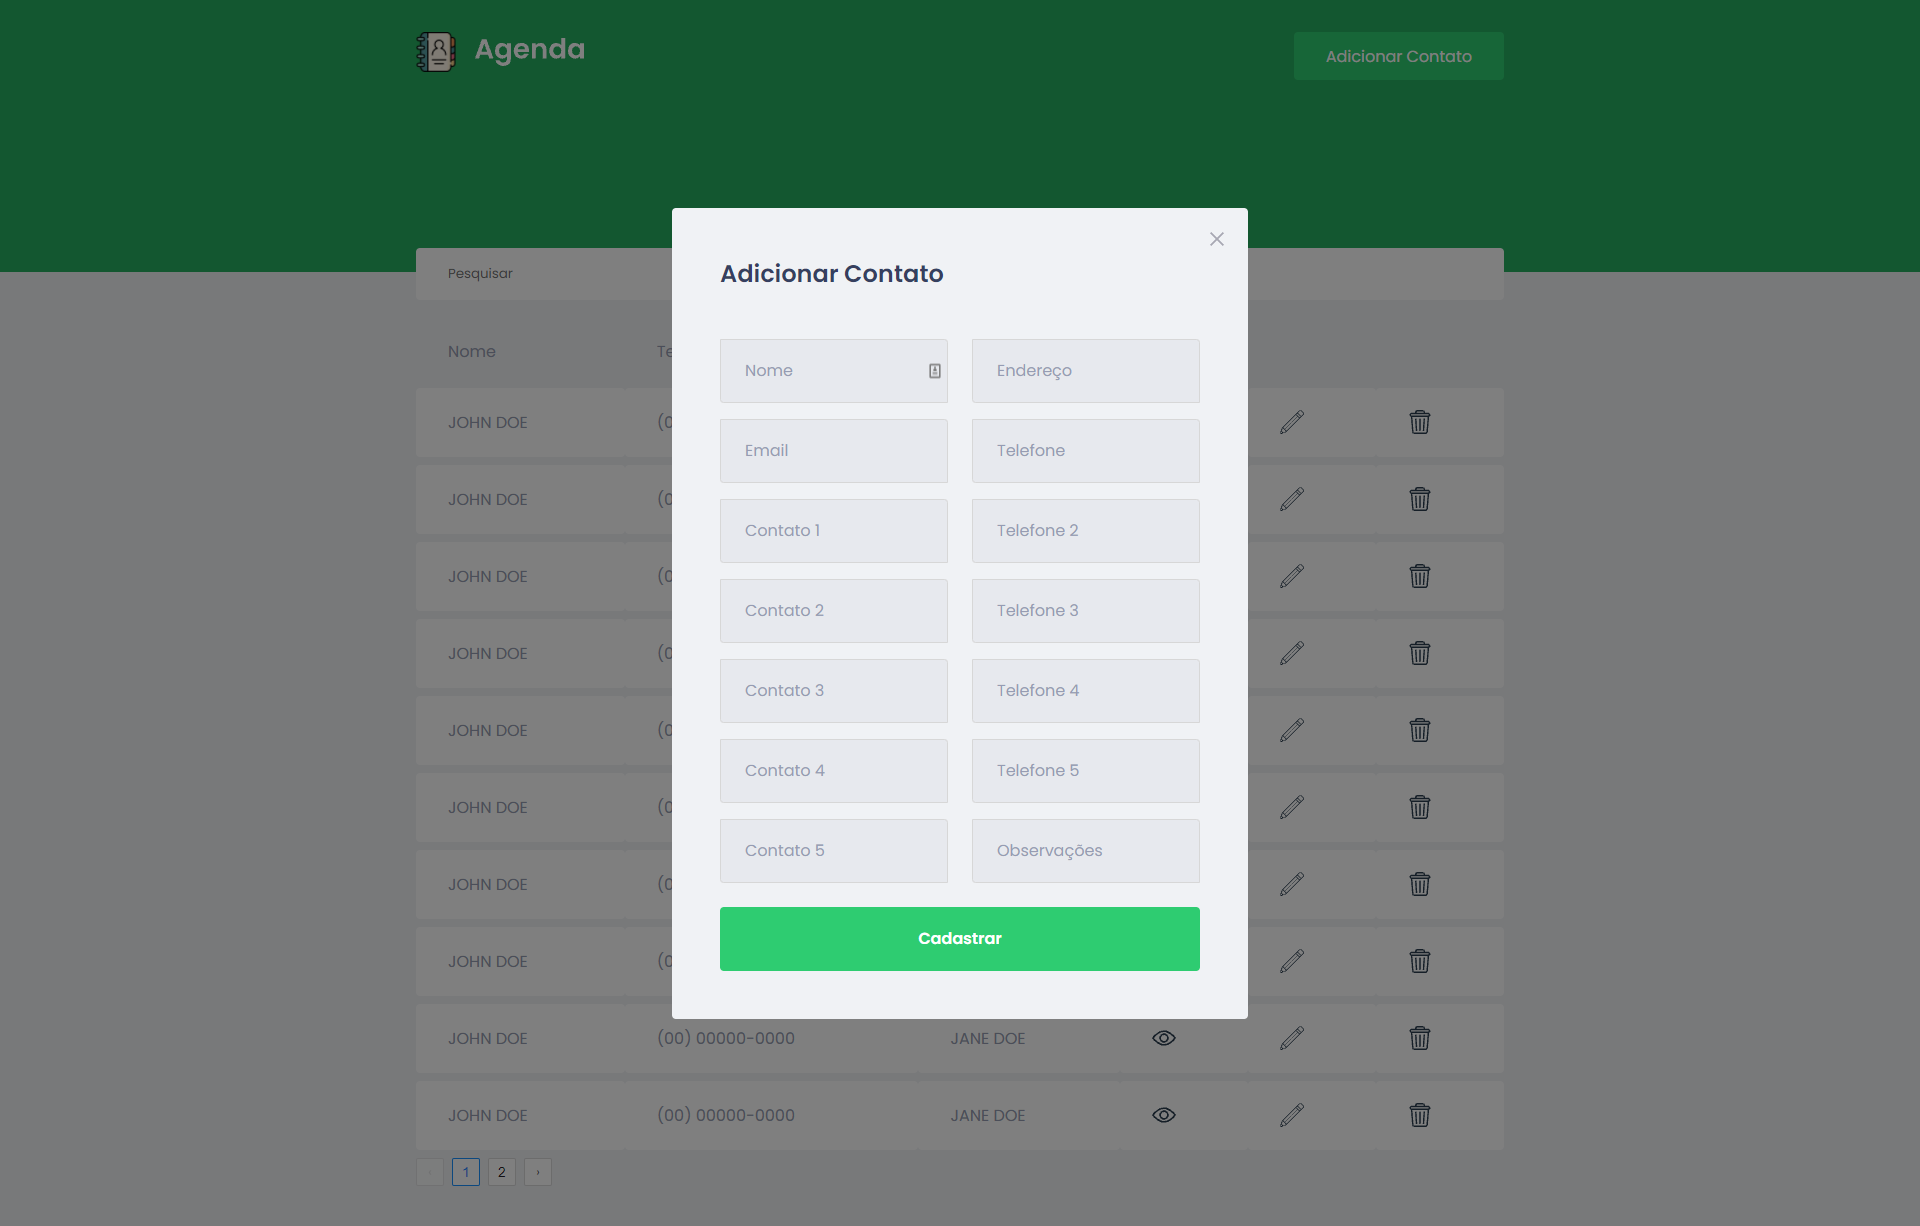 Agenda
Adicionar Contato
Pesquisar
Adicionar Contato
Nome
Te
Nome
Endereço
JOHN DOE
(0
Email
Telefone
JOHN DOE
(0
Contato 1
Telefone 2
JOHN DOE
(0
Contato 2
Telefone 3
JOHN DOE
(0
Contato 3
Telefone 4
JOHN DOE
(0
Contato 4
Telefone 5
JOHN DOE
(0
Contato 5
Observações
JOHN DOE
(0
Cadastrar
JOHN DOE
(0
JOHN DOE
(00) 00000-0000
JANE DOE
JOHN DOE
(00) 00000-0000
JANE DOE
‹ 1 2 ›